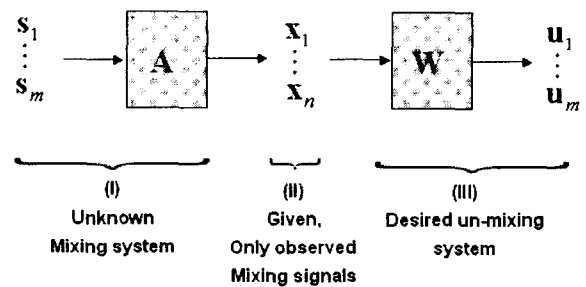 s1 ⋮ sm
A
x1 ⋮ xn
W
u1 ⋮ um
(I)
Unknown
Mixing system
(II)
Given,
Only observed
Mixing signals
(III)
Desired un-mixing
system